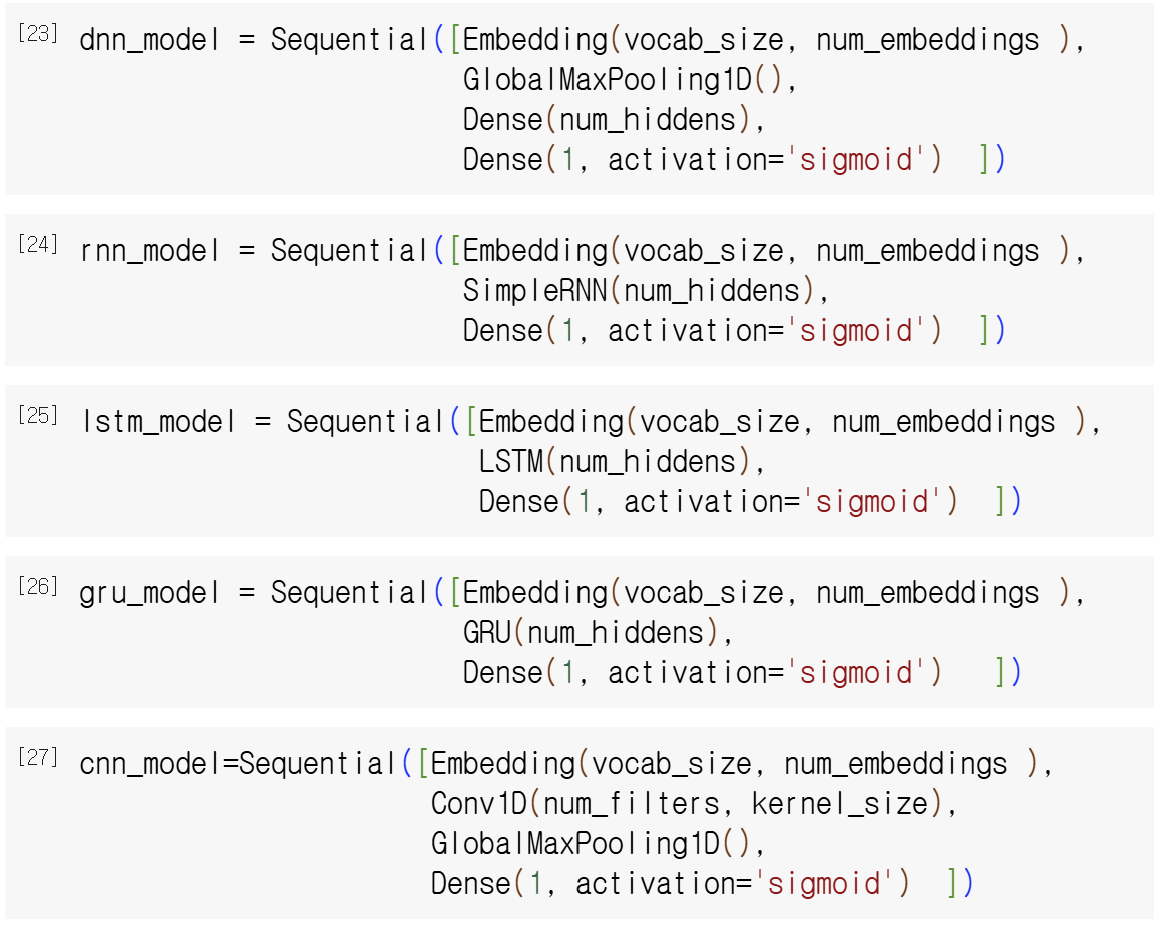 [23] dnn_model = Sequential([Embedding(vocab_size, num_embeddings ),
GlobalMaxPooling1D(),
Dense(num_hiddens),
Dense(1, activation='sigmoid')  ])
[24] rnn_model = Sequential([Embedding(vocab_size, num_embeddings ),
SimpleRNN(num_hiddens),
Dense(1, activation='sigmoid')  ])
[25] lstm_model = Sequential([Embedding(vocab_size, num_embeddings ),
LSTM(num_hiddens),
Dense(1, activation='sigmoid')  ])
[26] gru_model = Sequential([Embedding(vocab_size, num_embeddings ),
GRU(num_hiddens),
Dense(1, activation='sigmoid')   ])
[27] cnn_model=Sequential([Embedding(vocab_size, num_embeddings ),
Conv1D(num_filters, kernel_size),
GlobalMaxPooling1D(),
Dense(1, activation='sigmoid')  ])